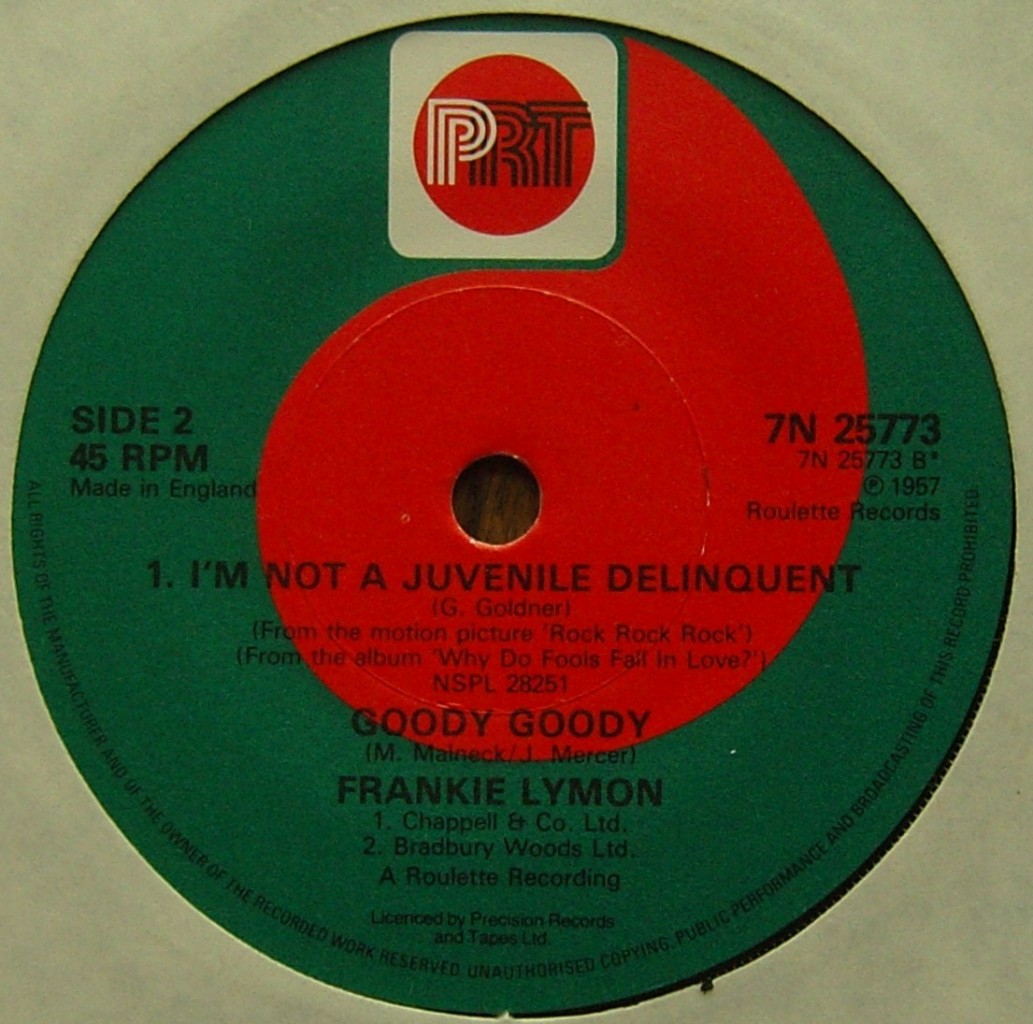 PRT
SIDE 2
45 RPM
Made in England
7N 25773
7N 25773 B*
Ⓟ 1957
Roulette Records
1. I'M NOT A JUVENILE DELINQUENT
(G. Goldner)
(From the motion picture 'Rock Rock Rock')
(From the album 'Why Do Fools Fall In Love?')
NSPL 28251
GOODY GOODY
(M. Malneck/J. Mercer)
FRANKIE LYMON
1. Chappell & Co. Ltd.
2. Bradbury Woods Ltd.
A Roulette Recording
Licenced by Precision Records
and Tapes Ltd.
ALL RIGHTS OF THE MANUFACTURER AND OF THE OWNER OF THE RECORDED WORK RESERVED. UNAUTHORISED COPYING, PUBLIC PERFORMANCE AND BROADCASTING OF THIS RECORD PROHIBITED.